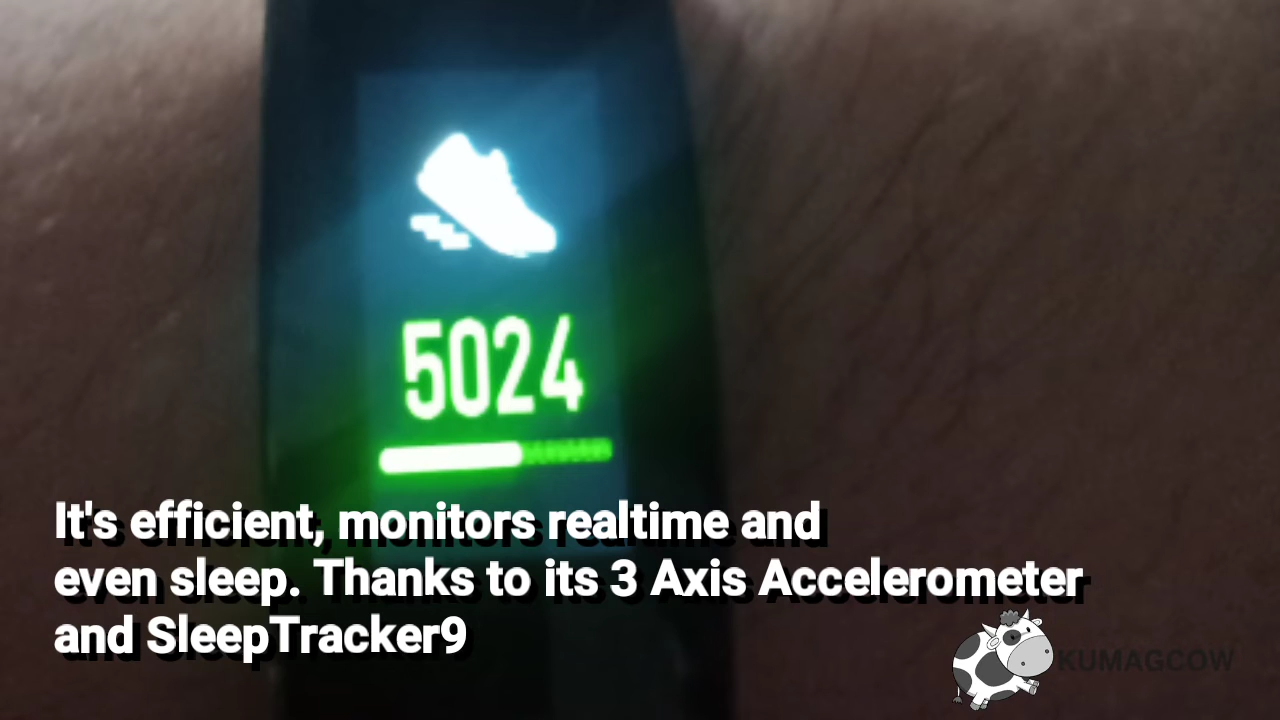 5024
It's efficient, monitors realtime and
even sleep. Thanks to its 3 Axis Accelerometer
and SleepTracker9
KUMAGCOW